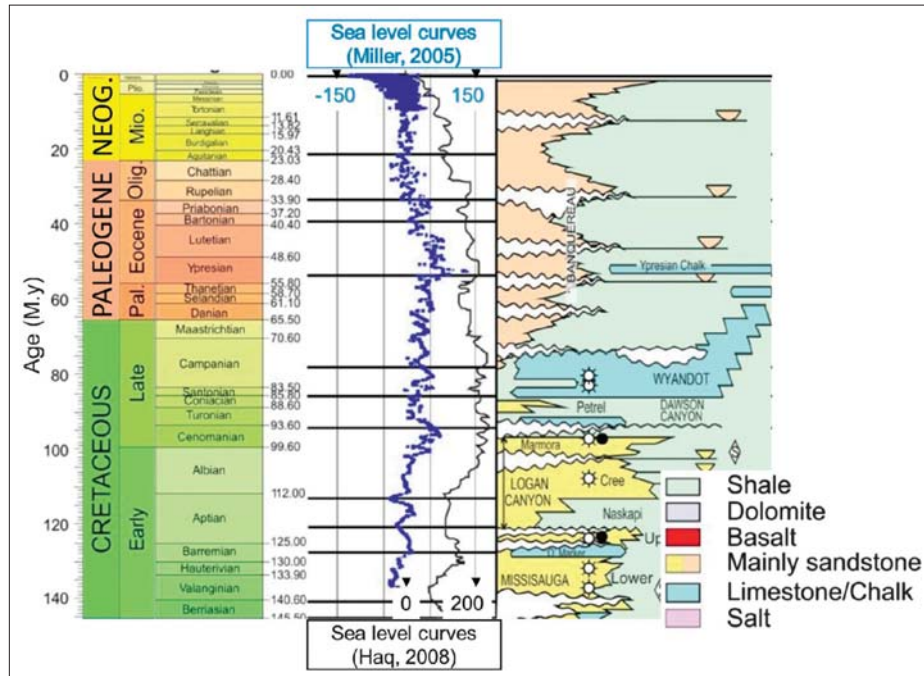 Sea level curves
(Miller, 2005)
-150
150
Age (M.y)
0
20
40
60
80
100
120
140
NEOG.
PALEOGENE
CRETACEOUS
Plio.
Mio.
Olig.
Eocene
Pal.
Late
Early
Messinian
Tortonian
Serravalian
Langhian
Burdigalian
Aquitanian
Chattian
Rupelian
Priabonian
Bartonian
Lutetian
Ypresian
Thanetian
Selandian
Danian
Maastrichtian
Campanian
Santonian
Coniacian
Turonian
Cenomanian
Albian
Aptian
Barremian
Hauterivian
Valanginian
Berriasian
0.00
11.61
13.82
15.97
20.43
23.03
28.40
33.90
37.20
40.40
48.60
55.80
58.70
61.10
65.50
70.60
83.50
85.80
88.60
93.60
99.60
112.00
125.00
130.00
133.90
140.60
145.50
0
200
Sea level curves
(Haq, 2008)
BANQUEREAU
Ypresian Chalk
WYANDOT
Petrel
DAWSON
CANYON
Marmora
LOGAN
CANYON
Cree
Naskapi
Up
MISSISAUGA
Lower
S
Shale
Dolomite
Basalt
Mainly sandstone
Limestone/Chalk
Salt